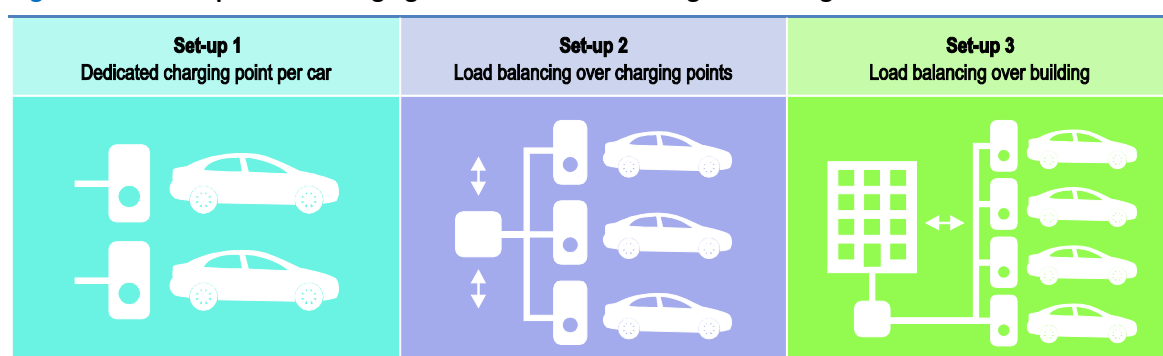 Set-up 1
Dedicated charging point per car
Set-up 2
Load balancing over charging points
Set-up 3
Load balancing over building